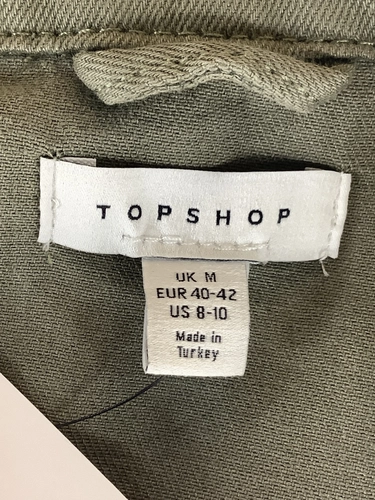 TOPSHOP
UK M
EUR 40-42
US 8-10
Made in
Turkey